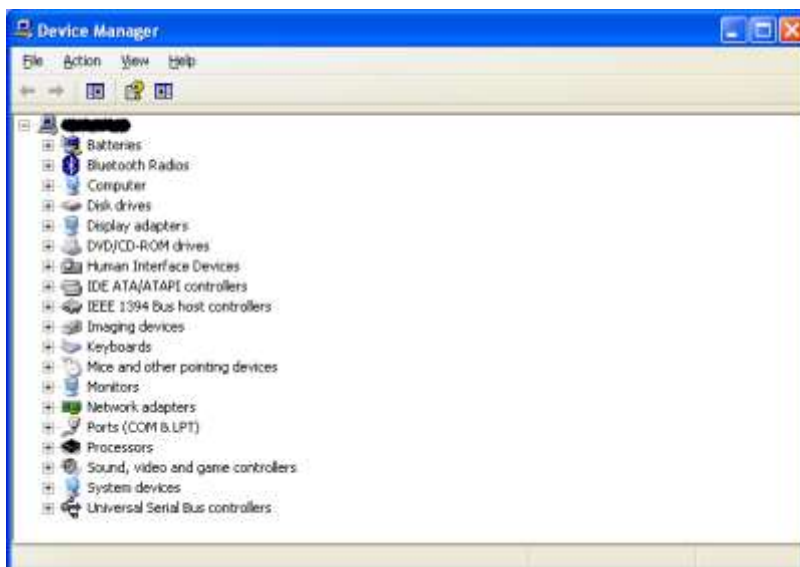 Device Manager
File Action View Help
Batteries
Bluetooth Radios
Computer
Disk drives
Display adapters
DVD/CD-ROM drives
Human Interface Devices
IDE ATA/ATAPI controllers
IEEE 1394 Bus host controllers
Imaging devices
Keyboards
Mice and other pointing devices
Monitors
Network adapters
Ports (COM & LPT)
Processors
Sound, video and game controllers
System devices
Universal Serial Bus controllers